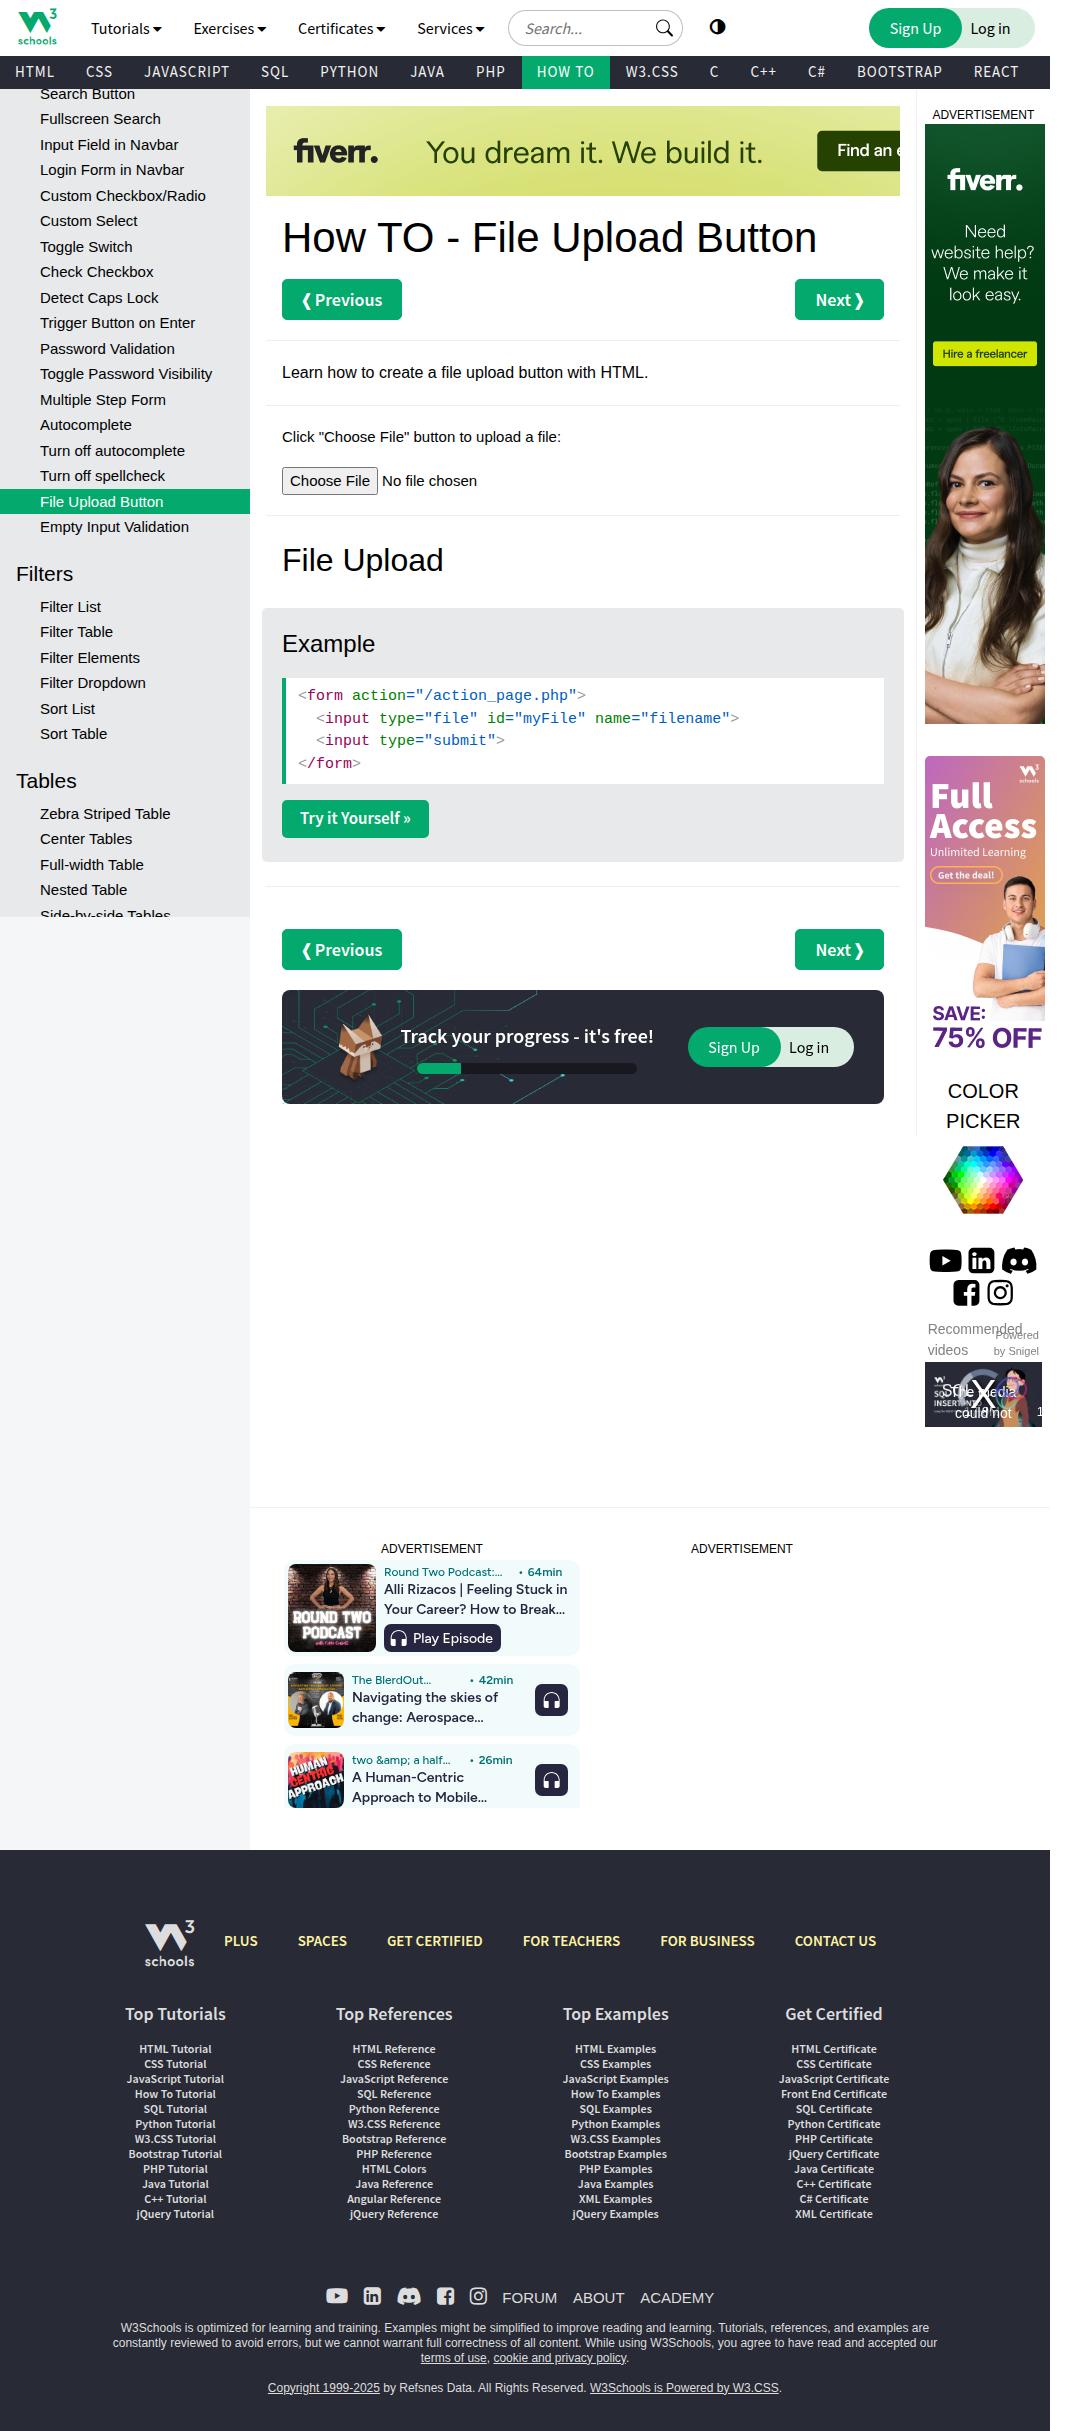 W3
schools
Tutorials
Exercises
Certificates
Services
Search...
Sign Up
Log in
HTML
CSS
JAVASCRIPT
SQL
PYTHON
JAVA
PHP
HOW TO
W3.CSS
C
C++
C#
BOOTSTRAP
REACT
Search Button
Fullscreen Search
Input Field in Navbar
Login Form in Navbar
Custom Checkbox/Radio
Custom Select
Toggle Switch
Check Checkbox
Detect Caps Lock
Trigger Button on Enter
Password Validation
Toggle Password Visibility
Multiple Step Form
Autocomplete
Turn off autocomplete
Turn off spellcheck
File Upload Button
Empty Input Validation
Filters
Filter List
Filter Table
Filter Elements
Filter Dropdown
Sort List
Sort Table
Tables
Zebra Striped Table
Center Tables
Full-width Table
Nested Table
Side-by-side Tables
fiverr.
You dream it. We build it.
Find an e
How TO - File Upload Button
❮ Previous
Next ❯
Learn how to create a file upload button with HTML.
Click "Choose File" button to upload a file:
Choose File No file chosen
File Upload
Example
<form action="/action_page.php">
<input type="file" id="myFile" name="filename">
<input type="submit">
</form>
Try it Yourself »
❮ Previous
Next ❯
Track your progress - it's free!
Sign Up
Log in
ADVERTISEMENT
fiverr.
Need
website help?
We make it
look easy.
Hire a freelancer
W3
schools
Full
Access
Unlimited Learning
Get the deal!
SAVE:
75% OFF
COLOR
PICKER
Recommended
videos
Powered
by Snigel
SQL
INSERT INTO
The media
could not
ADVERTISEMENT
ROUND TWO
PODCAST
Round Two Podcast:... • 64min
Alli Rizacos | Feeling Stuck in
Your Career? How to Break...
Play Episode
The BlerdOut... • 42min
Navigating the skies of
change: Aerospace...
HUMAN
CENTRIC
APPROACH
two &amp; a half... • 26min
A Human-Centric
Approach to Mobile...
ADVERTISEMENT
W3
schools
PLUS
SPACES
GET CERTIFIED
FOR TEACHERS
FOR BUSINESS
CONTACT US
Top Tutorials
HTML Tutorial
CSS Tutorial
JavaScript Tutorial
How To Tutorial
SQL Tutorial
Python Tutorial
W3.CSS Tutorial
Bootstrap Tutorial
PHP Tutorial
Java Tutorial
C++ Tutorial
jQuery Tutorial
Top References
HTML Reference
CSS Reference
JavaScript Reference
SQL Reference
Python Reference
W3.CSS Reference
Bootstrap Reference
PHP Reference
HTML Colors
Java Reference
Angular Reference
jQuery Reference
Top Examples
HTML Examples
CSS Examples
JavaScript Examples
How To Examples
SQL Examples
Python Examples
W3.CSS Examples
Bootstrap Examples
PHP Examples
Java Examples
XML Examples
jQuery Examples
Get Certified
HTML Certificate
CSS Certificate
JavaScript Certificate
Front End Certificate
SQL Certificate
Python Certificate
PHP Certificate
jQuery Certificate
Java Certificate
C++ Certificate
C# Certificate
XML Certificate
FORUM
ABOUT
ACADEMY
W3Schools is optimized for learning and training. Examples might be simplified to improve reading and learning. Tutorials, references, and examples are
constantly reviewed to avoid errors, but we cannot warrant full correctness of all content. While using W3Schools, you agree to have read and accepted our
terms of use, cookie and privacy policy.
Copyright 1999-2025 by Refsnes Data. All Rights Reserved. W3Schools is Powered by W3.CSS.